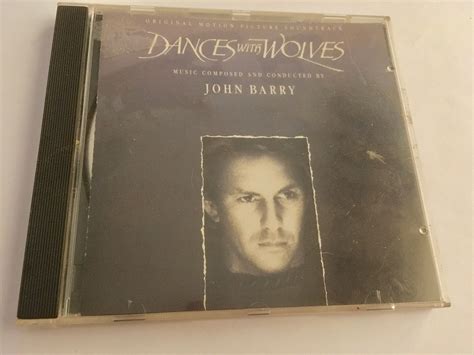 ORIGINAL MOTION PICTURE SOUNDTRACK
DANCES WITH WOLVES
MUSIC COMPOSED AND CONDUCTED BY
JOHN BARRY